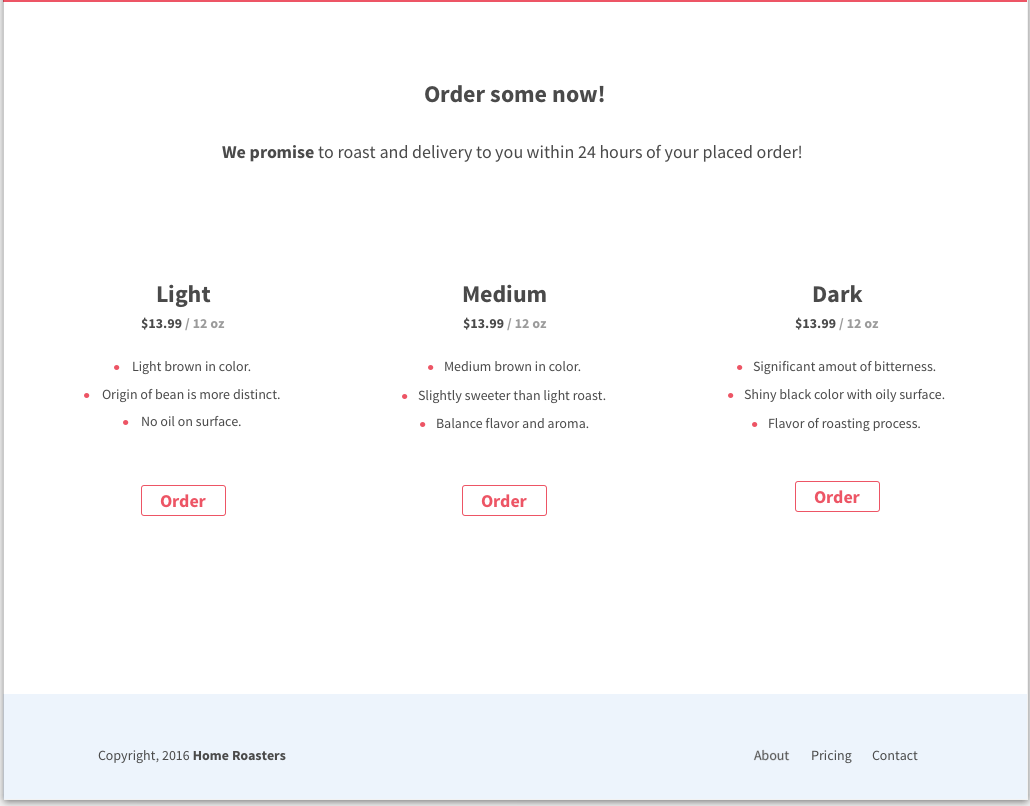 Order some now!
We promise to roast and delivery to you within 24 hours of your placed order!
Light
$13.99 / 12 oz
Light brown in color.
Origin of bean is more distinct.
No oil on surface.
Order
Medium
$13.99 / 12 oz
Medium brown in color.
Slightly sweeter than light roast.
Balance flavor and aroma.
Order
Dark
$13.99 / 12 oz
Significant amout of bitterness.
Shiny black color with oily surface.
Flavor of roasting process.
Order
Copyright, 2016 Home Roasters
About Pricing Contact